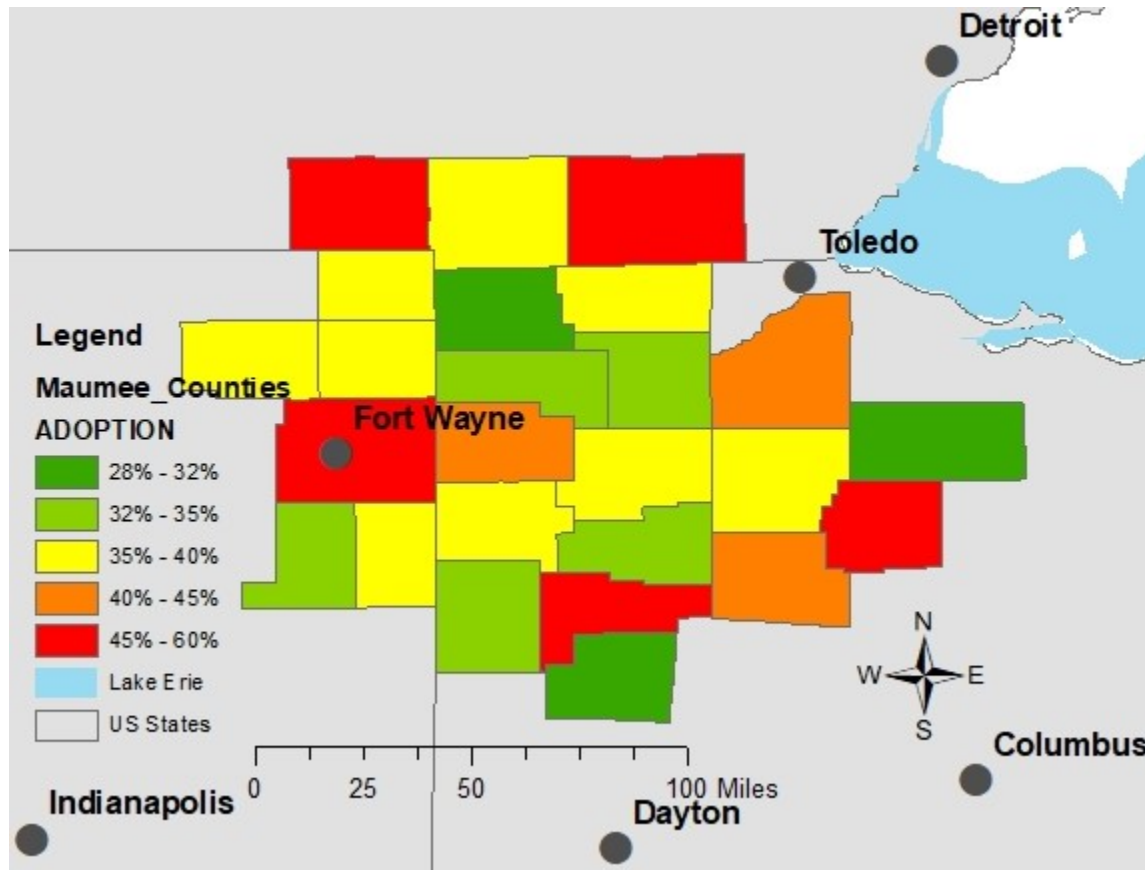 Detroit
Toledo
Legend
Maumee_Counties
ADOPTION
28% - 32%
32% - 35%
35% - 40%
40% - 45%
45% - 60%
Lake Erie
US States
Fort Wayne
N
W E
S
0 25 50 100 Miles
Columbus
Indianapolis
Dayton